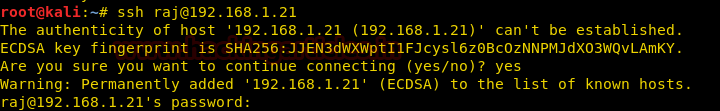 root@kali:~# ssh raj@192.168.1.21
The authenticity of host '192.168.1.21 (192.168.1.21)' can't be established.
ECDSA key fingerprint is SHA256:JJEN3dWXWptI1FJcysl6z0BcOzNNPMJdXO3WQvLAmKY.
Are you sure you want to continue connecting (yes/no)? yes
Warning: Permanently added '192.168.1.21' (ECDSA) to the list of known hosts.
raj@192.168.1.21's password: